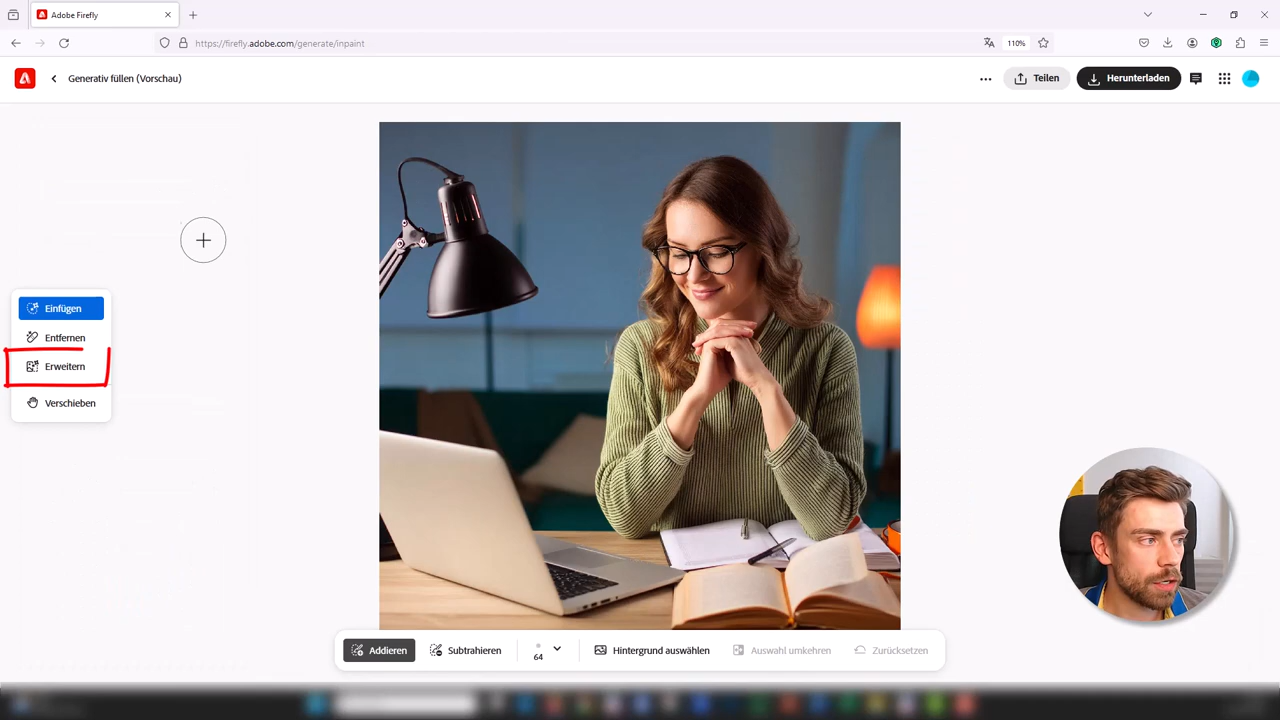 Adobe Firefly
https://firefly.adobe.com/generate/inpaint
110%
Generativ füllen (Vorschau)
Teilen
Herunterladen
Einfügen
Entfernen
Erweitern
Verschieben
Addieren
Subtrahieren
64
Hintergrund auswählen
Auswahl umkehren
Zurücksetzen